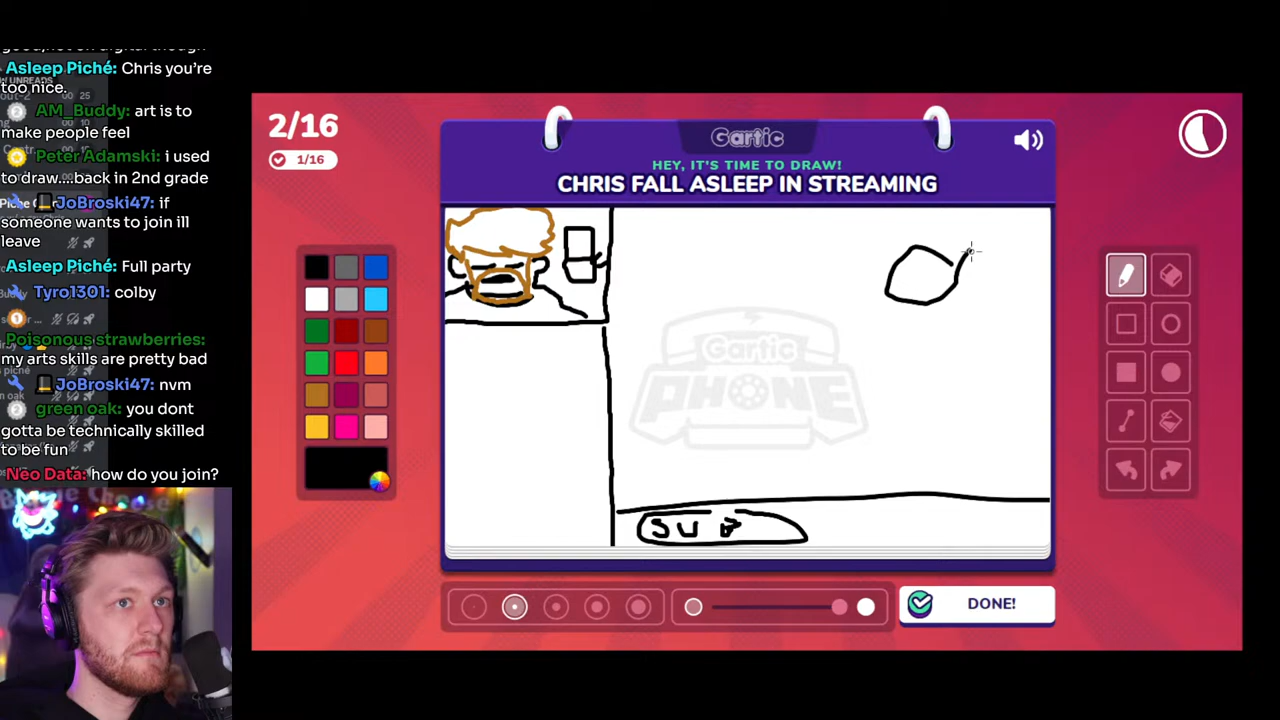 Asleep Piché: Chris you're
too nice.
AM_Buddy: art is to
make people feel
Peter Adamski: i used
to draw....back in 2nd grade
JoBroski47: if
someone wants to join ill
leave
Asleep Piché: Full party
Tyro1301: colby
Poisonous strawberries:
my arts skills are pretty bad
JoBroski47: nvm
green oak: you dont
gotta be technically skilled
to be fun
Neo Data: how do you join?
2/16
1/16
Gartic
HEY, IT'S TIME TO DRAW!
CHRIS FALL ASLEEP IN STREAMING
Gartic
PHONE
SUB
DONE!